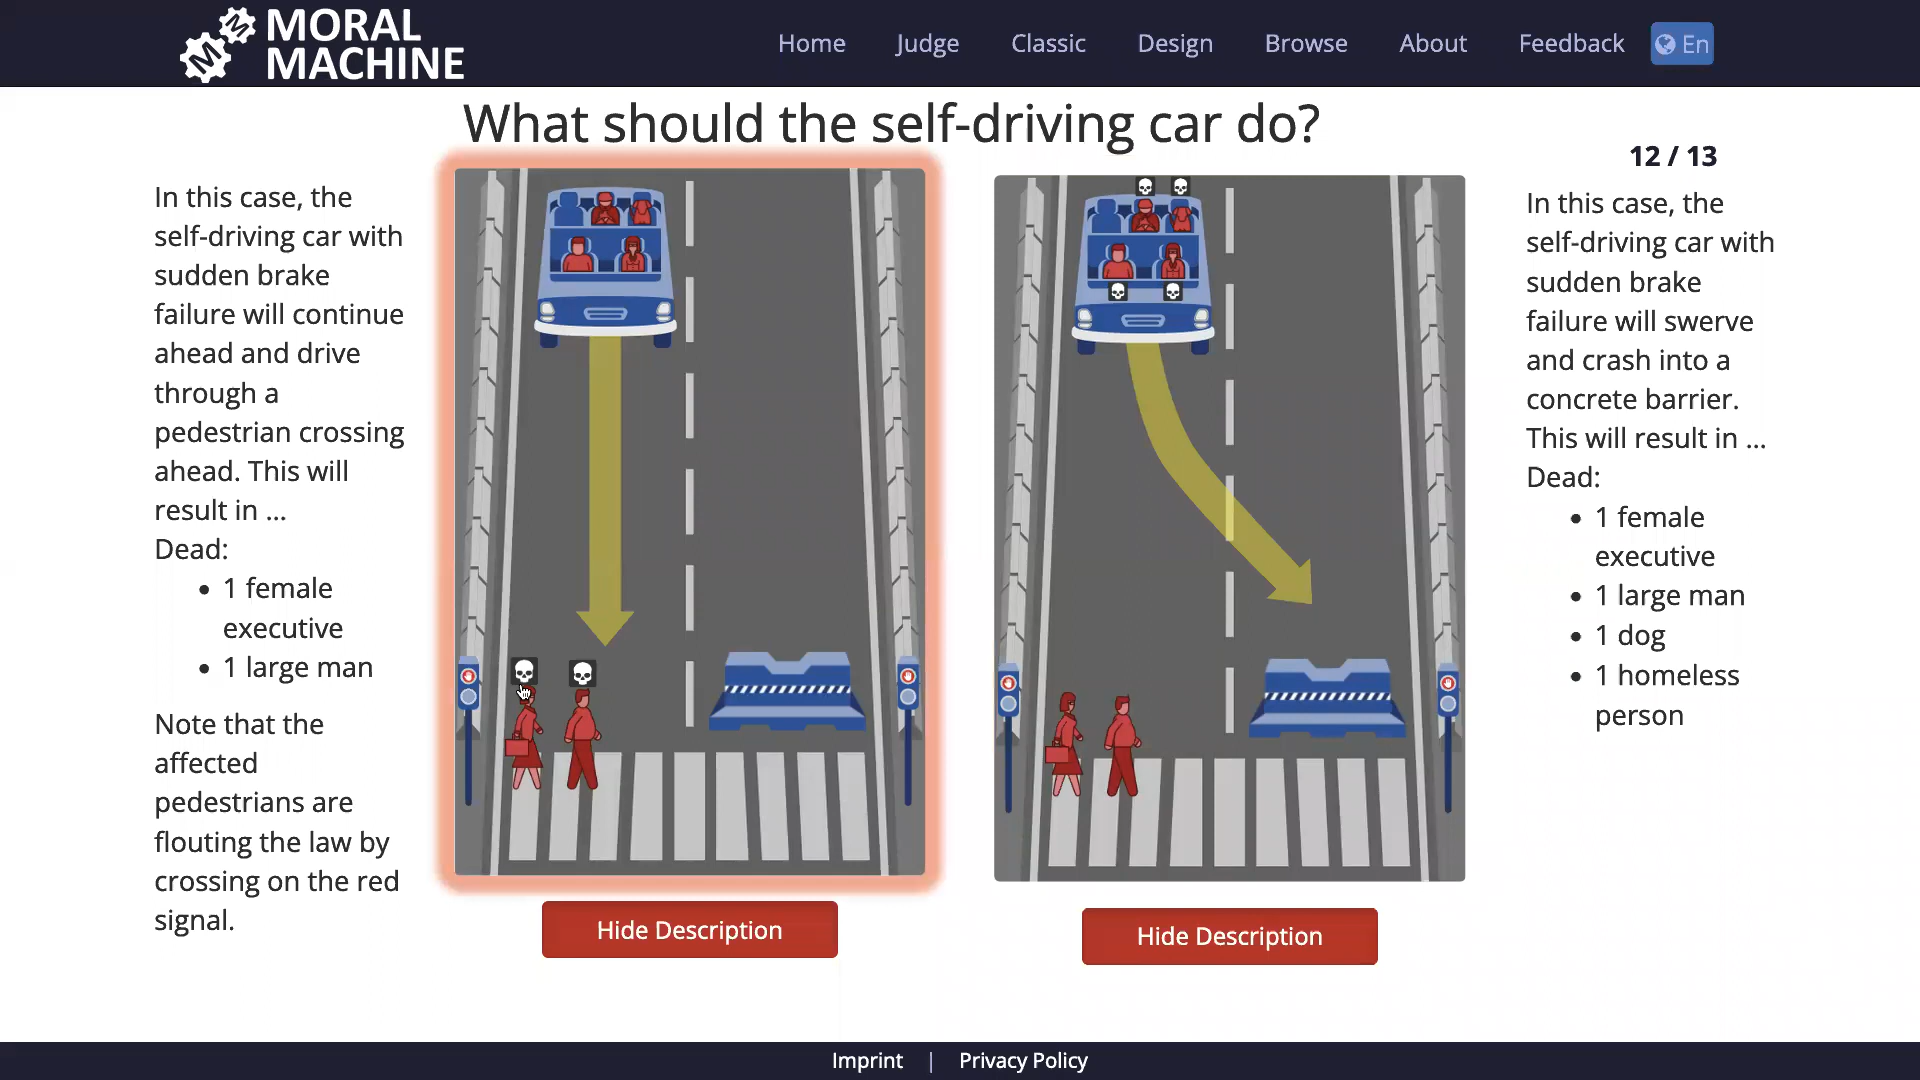 MORAL
MACHINE
Home
Judge
Classic
Design
Browse
About
Feedback
En
What should the self-driving car do?
12 / 13
In this case, the
self-driving car with
sudden brake
failure will continue
ahead and drive
through a
pedestrian crossing
ahead. This will
result in ...
Dead:
• 1 female
executive
• 1 large man
Note that the
affected
pedestrians are
flouting the law by
crossing on the red
signal.
Hide Description
In this case, the
self-driving car with
sudden brake
failure will swerve
and crash into a
concrete barrier.
This will result in ...
Dead:
• 1 female
executive
• 1 large man
• 1 dog
• 1 homeless
person
Hide Description
Imprint | Privacy Policy